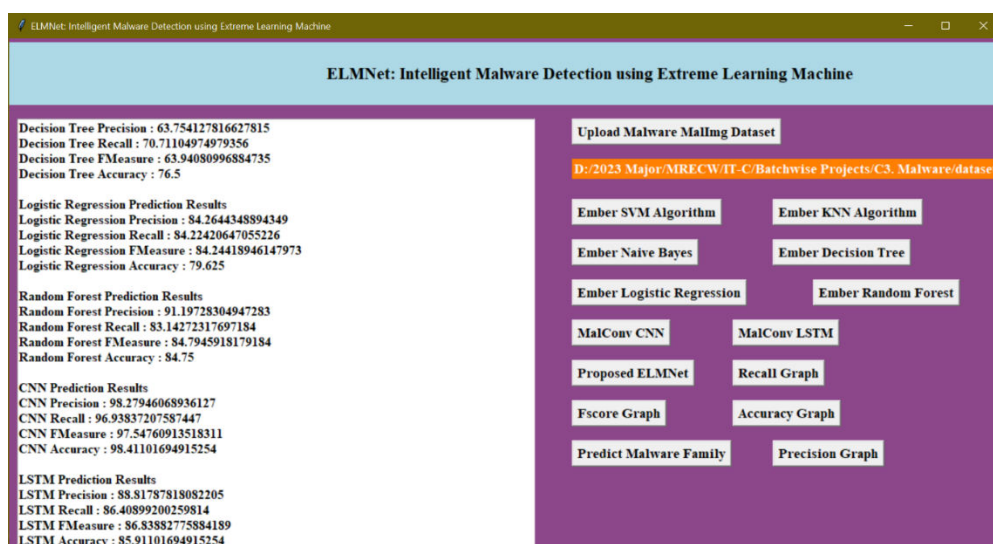 ELMNet: Intelligent Malware Detection using Extreme Learning Machine
ELMNet: Intelligent Malware Detection using Extreme Learning Machine
Decision Tree Precision : 63.754127816627815
Decision Tree Recall : 70.71104974979356
Decision Tree FMeasure : 63.94080996884735
Decision Tree Accuracy : 76.5
Logistic Regression Prediction Results
Logistic Regression Precision : 84.2644348894349
Logistic Regression Recall : 84.22420647055226
Logistic Regression FMeasure : 84.24418946147973
Logistic Regression Accuracy : 79.625
Random Forest Prediction Results
Random Forest Precision : 91.19728304947283
Random Forest Recall : 83.14272317697184
Random Forest FMeasure : 84.7945918179184
Random Forest Accuracy : 84.75
CNN Prediction Results
CNN Precision : 98.27946068936127
CNN Recall : 96.93837207587447
CNN FMeasure : 97.54760913518311
CNN Accuracy : 98.41101694915254
LSTM Prediction Results
LSTM Precision : 88.81787818082205
LSTM Recall : 86.40899200259814
LSTM FMeasure : 86.83882775884189
LSTM Accuracy : 85.91101694915254
Upload Malware MalImg Dataset
D:/2023 Major/MRECW/IT-C/Batchwise Projects/C3. Malware/datase
Ember SVM Algorithm Ember KNN Algorithm
Ember Naive Bayes Ember Decision Tree
Ember Logistic Regression Ember Random Forest
MalConv CNN MalConv LSTM
Proposed ELMNet Recall Graph
Fscore Graph Accuracy Graph
Predict Malware Family Precision Graph